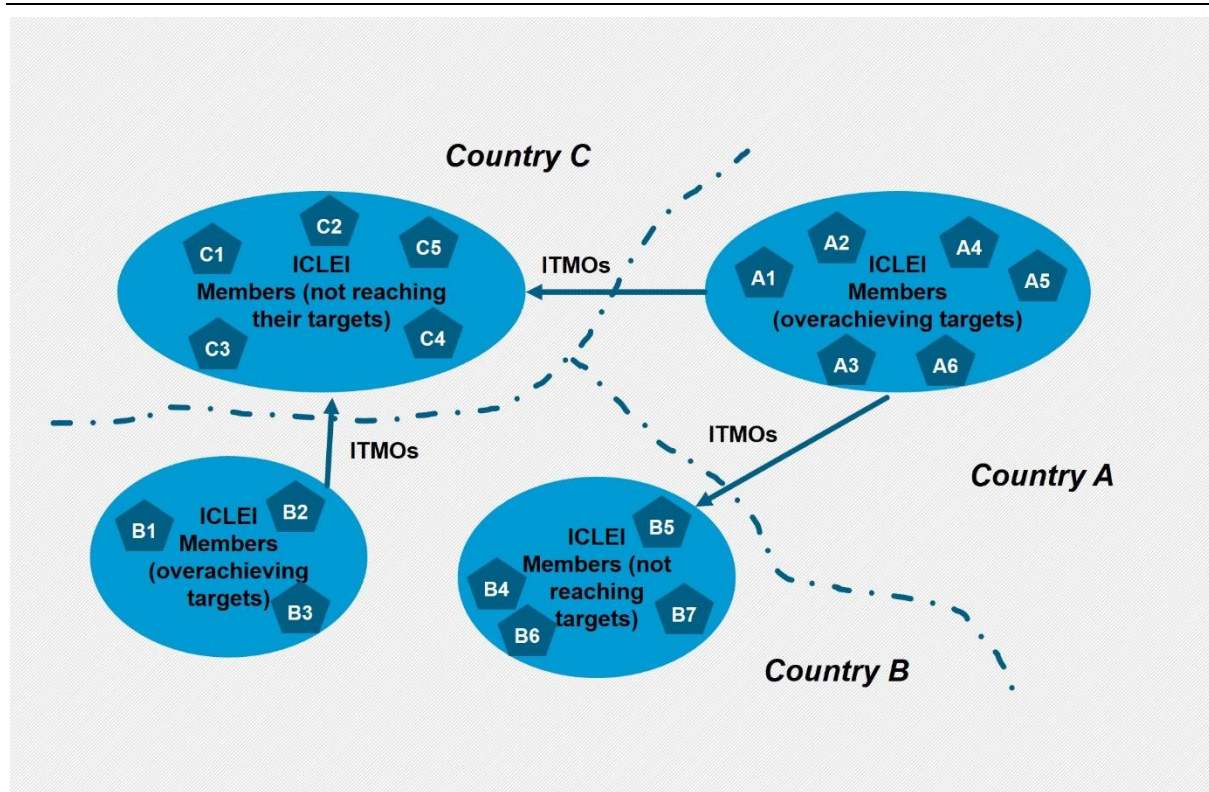 Country C
C1
C2
C5
ICLEI
Members (not reaching
their targets)
C3
C4
ITMOs
A1
A2
A4
A5
ICLEI
Members
(overachieving targets)
A3
A6
ITMOs
ITMOs
Country A
B1
B2
ICLEI
Members
(overachieving
targets)
B3
B5
ICLEI
Members (not
reaching
targets)
B4
B6
B7
Country B